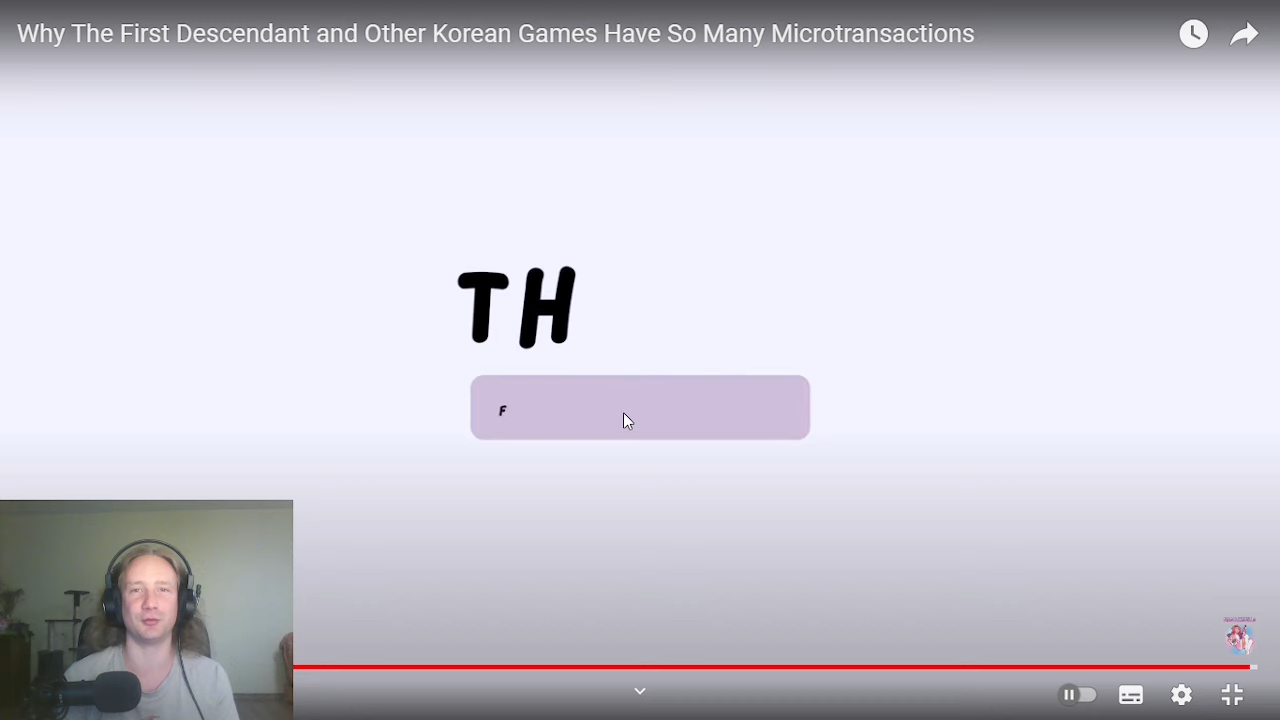 Why The First Descendant and Other Korean Games Have So Many Microtransactions
TH
F